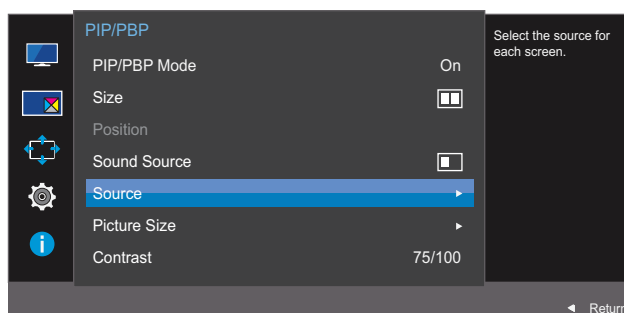 PIP/PBP
Select the source for
each screen.
PIP/PBP Mode On
Size
Position
Sound Source
Source
Picture Size
Contrast 75/100
Return